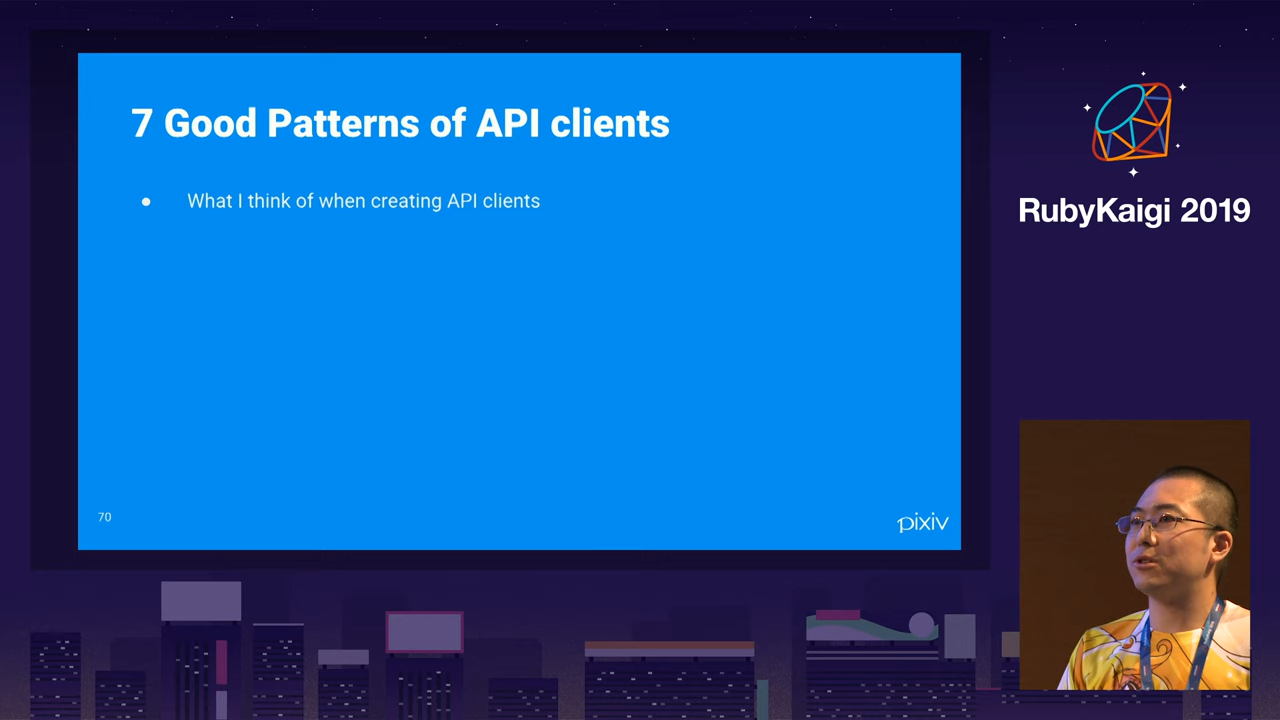 7 Good Patterns of API clients
● What I think of when creating API clients
70
pixiv
RubyKaigi 2019